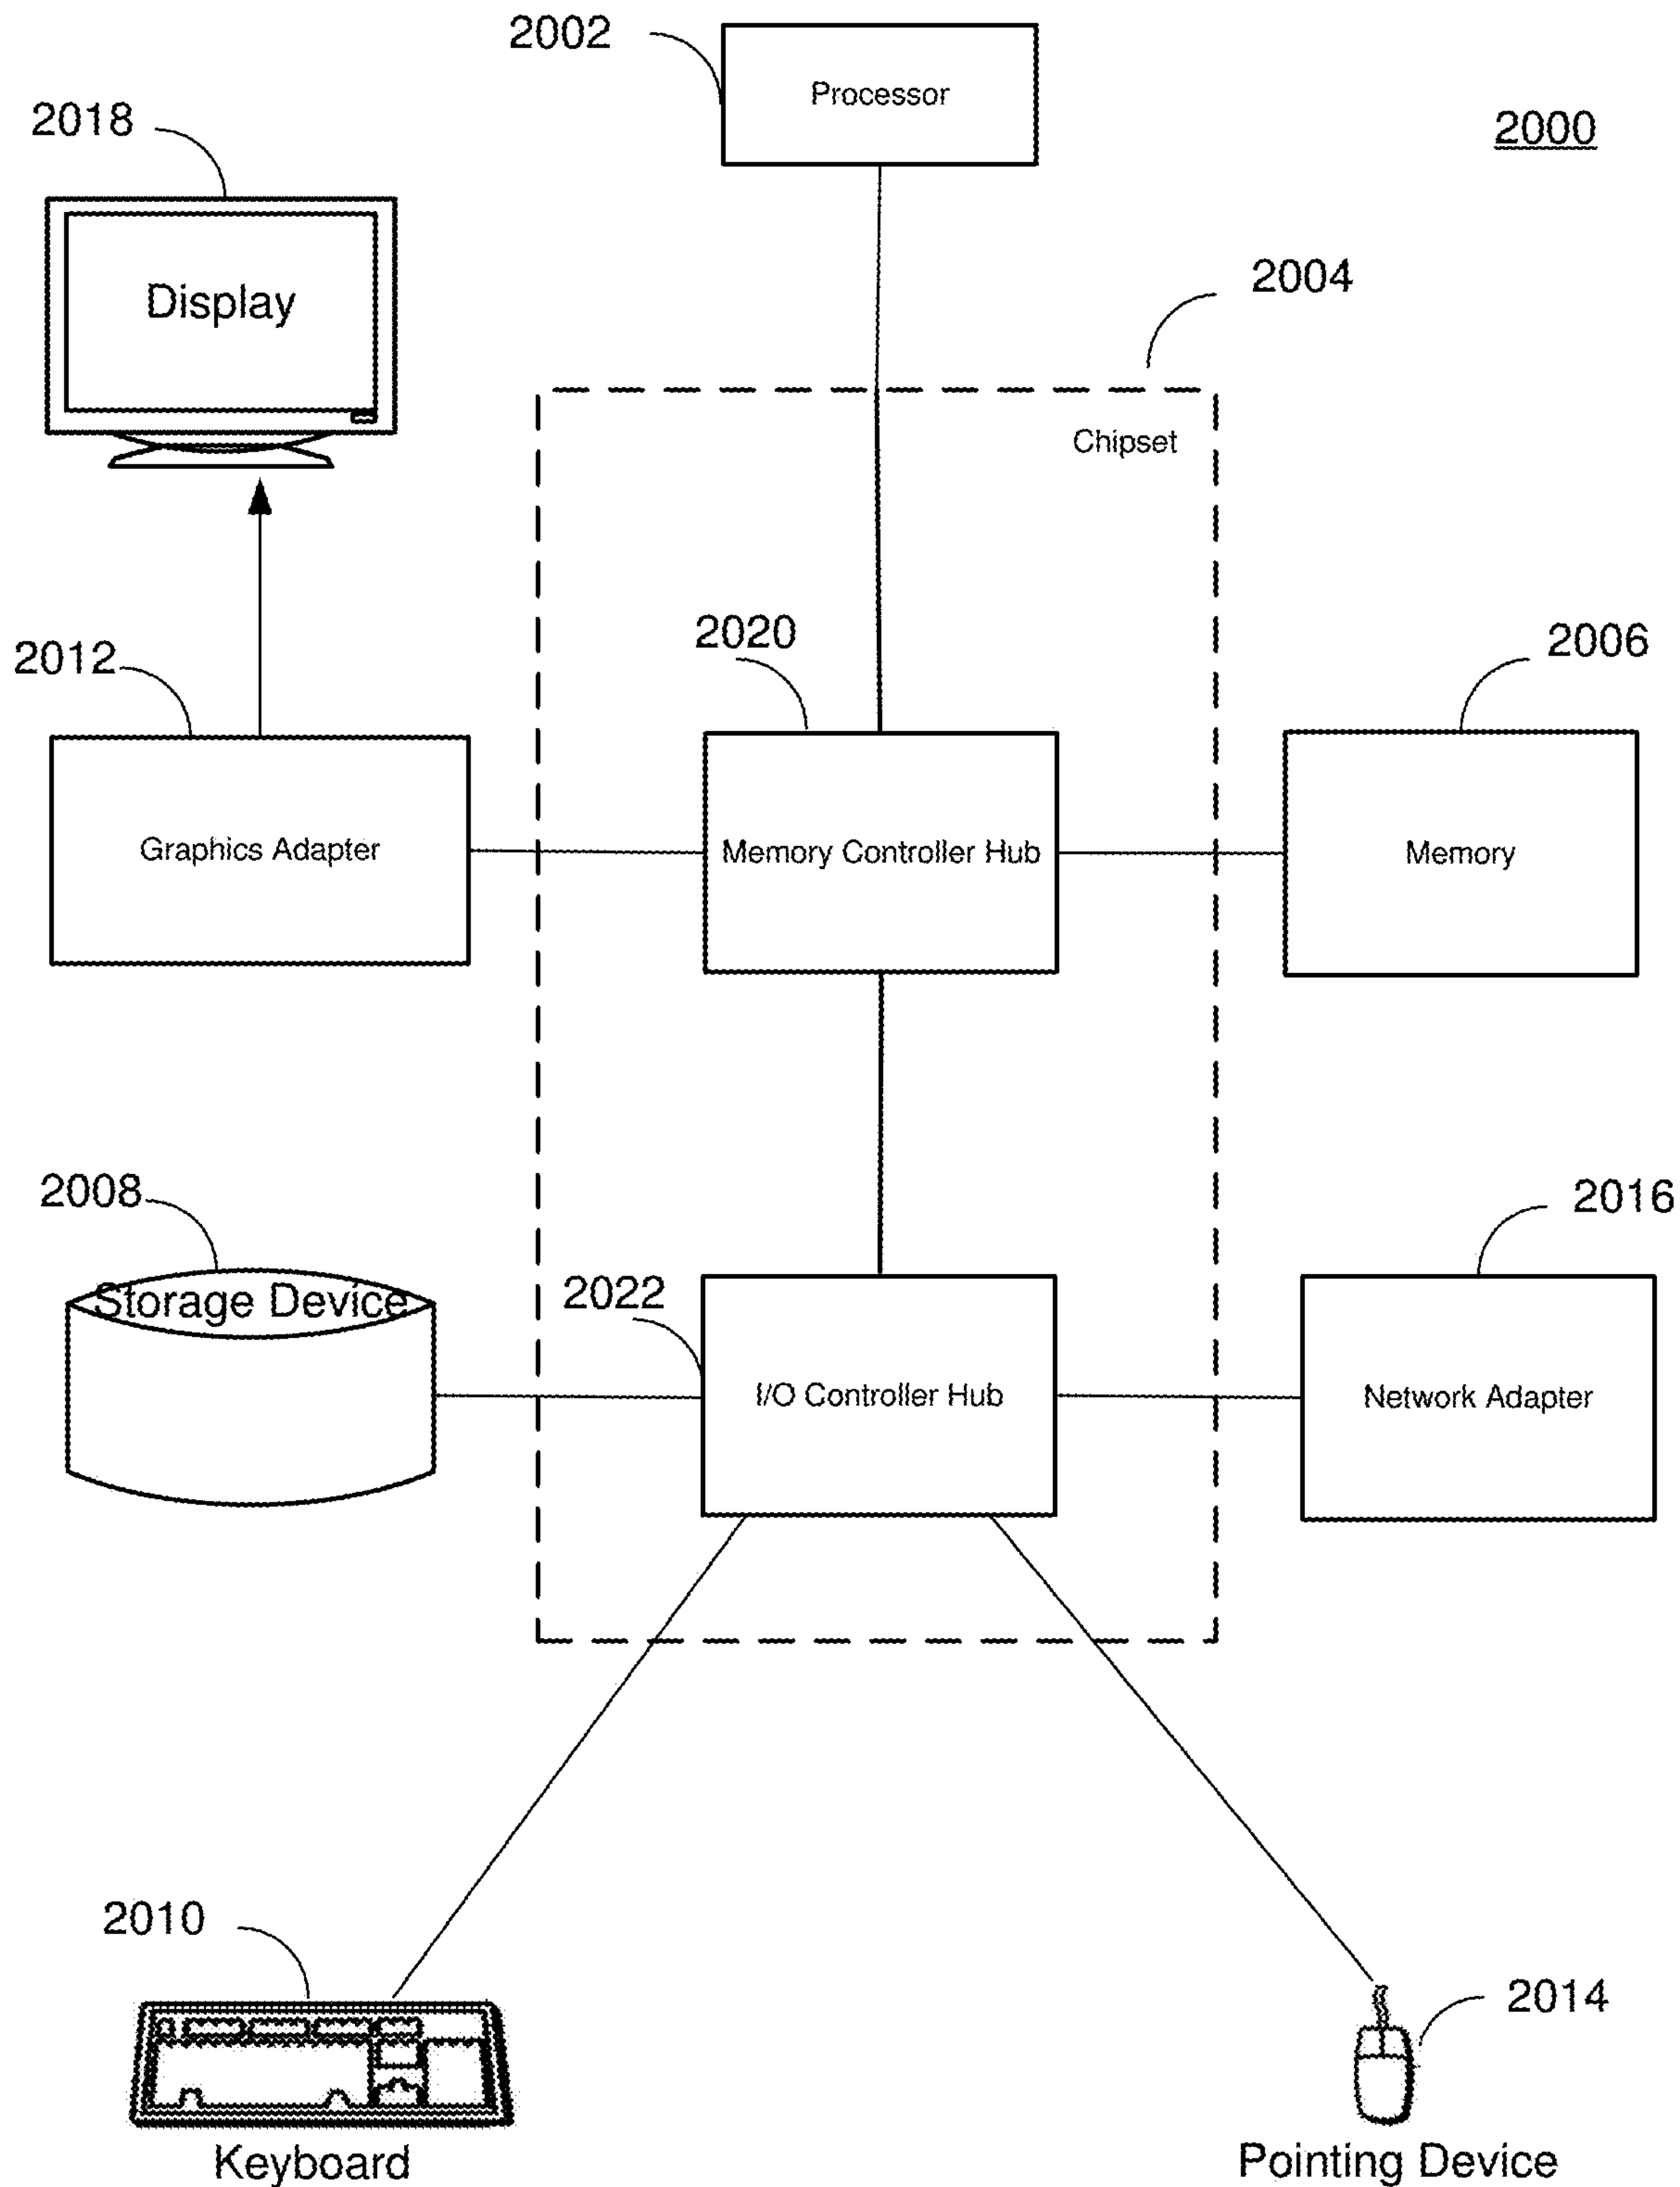 2002
Processor
2018
2000
Display
2004
Chipset
2012
2020
2006
Graphics Adapter
Memory Controller Hub
Memory
2008
2016
Storage Device
2022
I/O Controller Hub
Network Adapter
2010
2014
Keyboard
Pointing Device